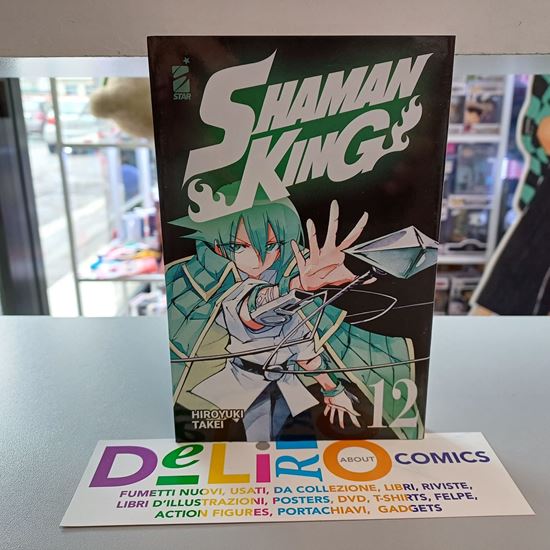 STAR
SHAMAN
KING
HIROYUKI
TAKEI
12
DeLiRiO ABOUT COMICS
FUMETTI NUOVI, USATI, DA COLLEZIONE, LIBRI, RIVISTE,
LIBRI D'ILLUSTRAZIONI, POSTERS, DVD, T-SHIRTS, FELPE,
ACTION FIGURES, PORTACHIAVI, GADGETS